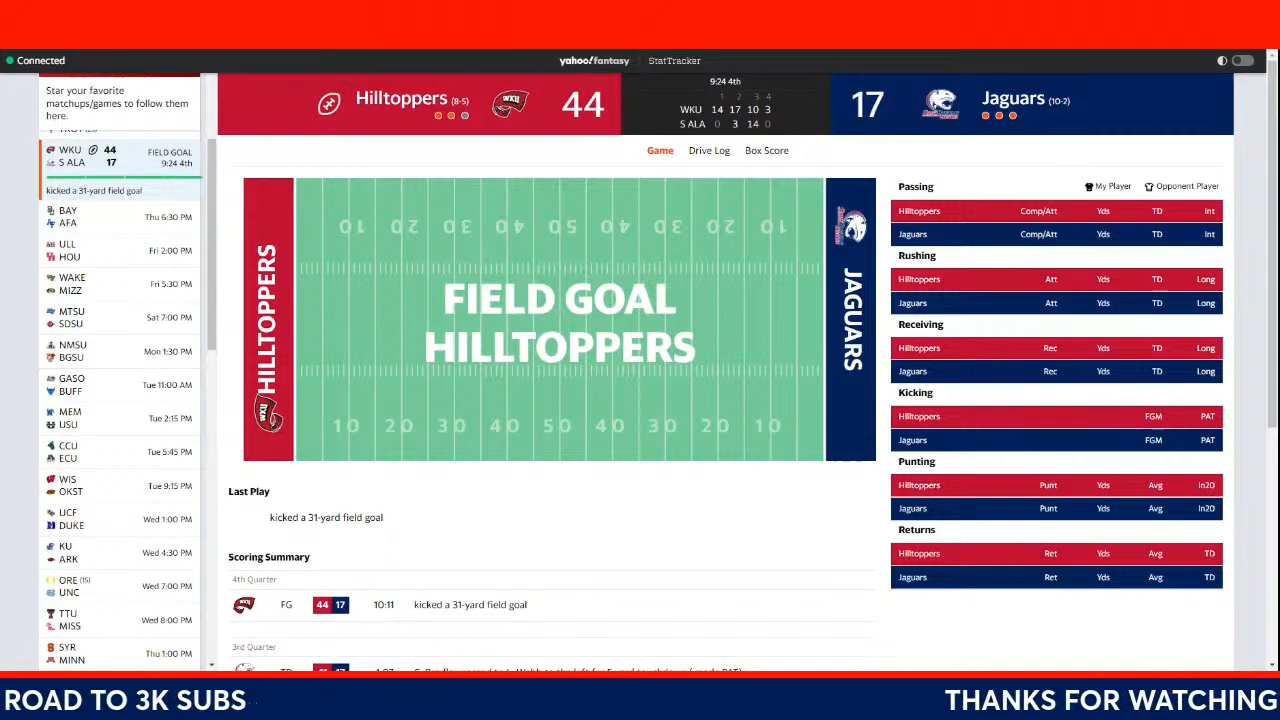 Connected
yahoo!fantasy StatTracker
Star your favorite
matchups/games to follow them
here.
WKU 44 FIELD GOAL
S ALA 17 9:24 4th
kicked a 31-yard field goal
BAY
AFA
Thu 6:30 PM
ULL
HOU
Fri 2:00 PM
WAKE
MIZZ
Fri 5:30 PM
MTSU
SDSU
Sat 7:00 PM
NMSU
BGSU
Mon 1:30 PM
GASO
BUFF
Tue 11:00 AM
MEM
USU
Tue 2:15 PM
CCU
ECU
Tue 5:45 PM
WIS
OKST
Tue 9:15 PM
UCF
DUKE
Wed 1:00 PM
KU
ARK
Wed 4:30 PM
ORE (15)
UNC
Wed 7:00 PM
TTU
MISS
Wed 8:00 PM
SYR
MINN
Thu 1:00 PM
Hilltoppers (8-5) WKU 44
9:24 4th
1 2 3 4
WKU 14 17 10 3
S ALA 0 3 14 0
17 Jaguars (10-2)
Game Drive Log Box Score
HILLTOPPERS
WKU
10 20 30 40 50 40 30 20 10
FIELD GOAL
HILLTOPPERS
10 20 30 40 50 40 30 20 10
JAGUARS
Last Play
kicked a 31-yard field goal
Scoring Summary
4th Quarter
FG 44 17 10:11 kicked a 31-yard field goal
3rd Quarter
Passing My Player Opponent Player
Hilltoppers Comp/Att Yds TD Int
Jaguars Comp/Att Yds TD Int
Rushing
Hilltoppers Att Yds TD Long
Jaguars Att Yds TD Long
Receiving
Hilltoppers Rec Yds TD Long
Jaguars Rec Yds TD Long
Kicking
Hilltoppers FGM PAT
Jaguars FGM PAT
Punting
Hilltoppers Punt Yds Avg In20
Jaguars Punt Yds Avg In20
Returns
Hilltoppers Ret Yds Avg TD
Jaguars Ret Yds Avg TD
ROAD TO 3K SUBS
THANKS FOR WATCHING